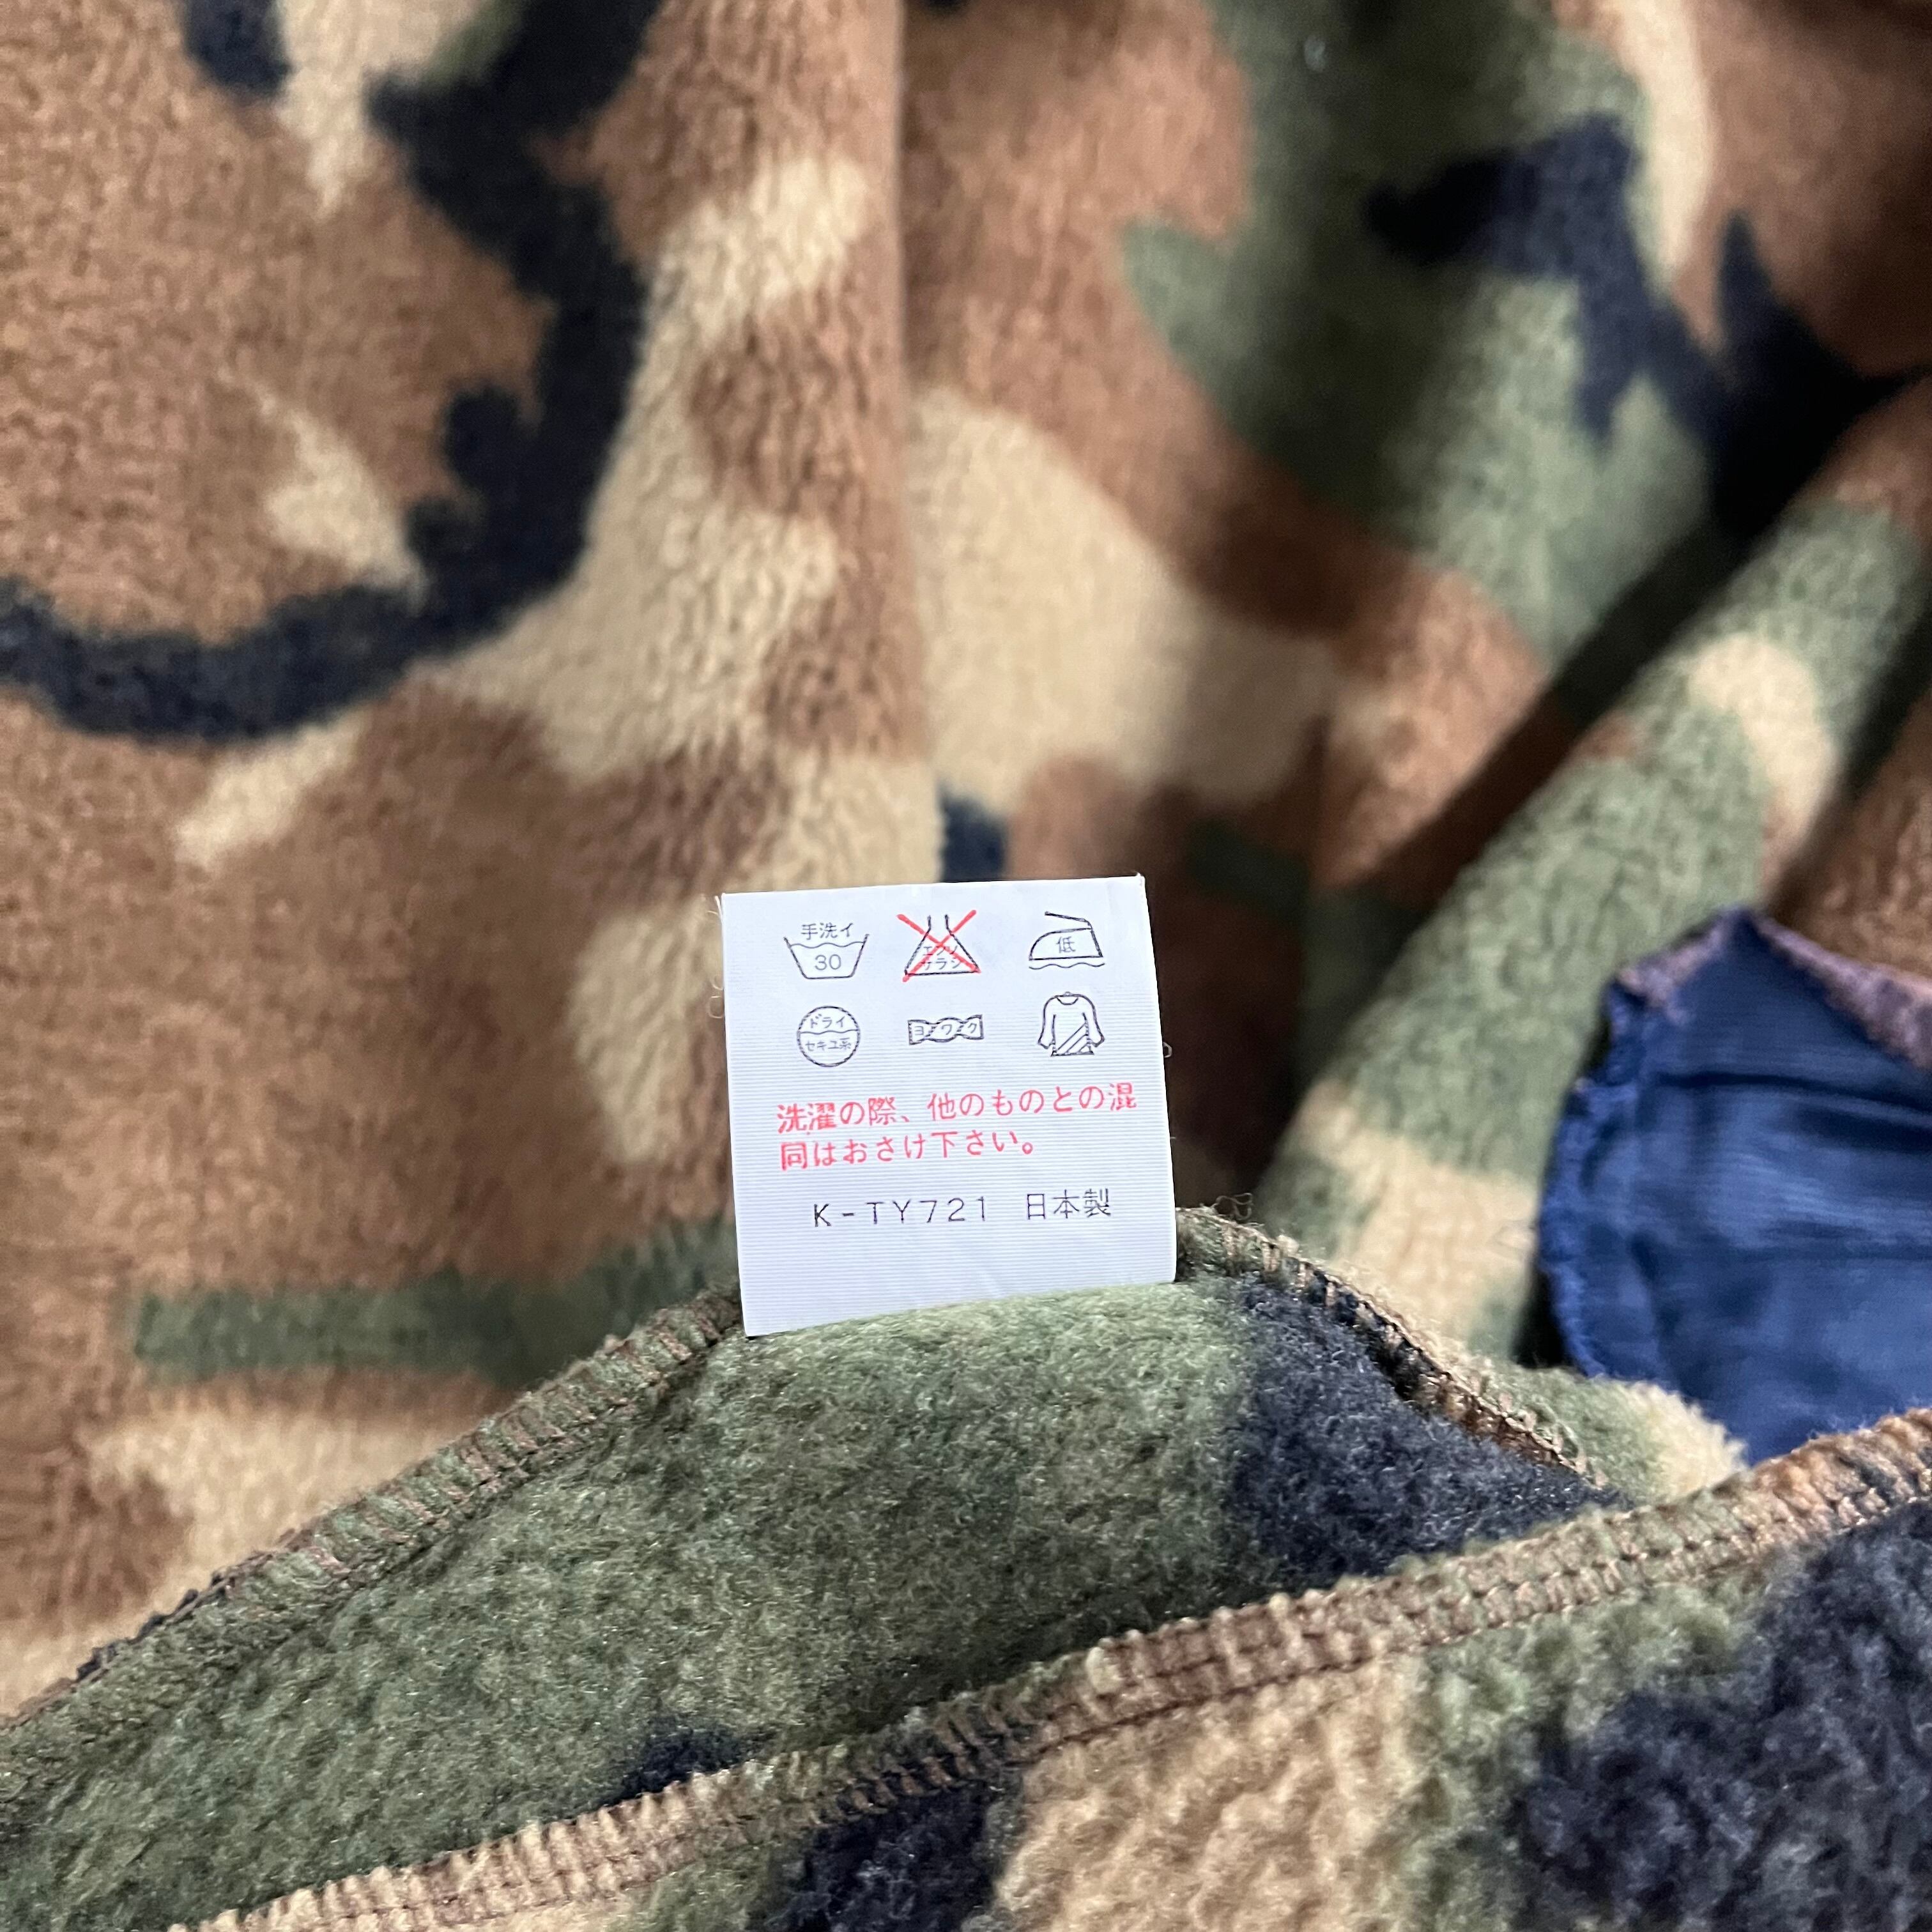 手洗イ
30
エンソ
サラシ
低
ドライ
セキユ系
ヨワク
洗濯の際、他のものとの混
同はおさけ下さい。
K-TY721 日本製